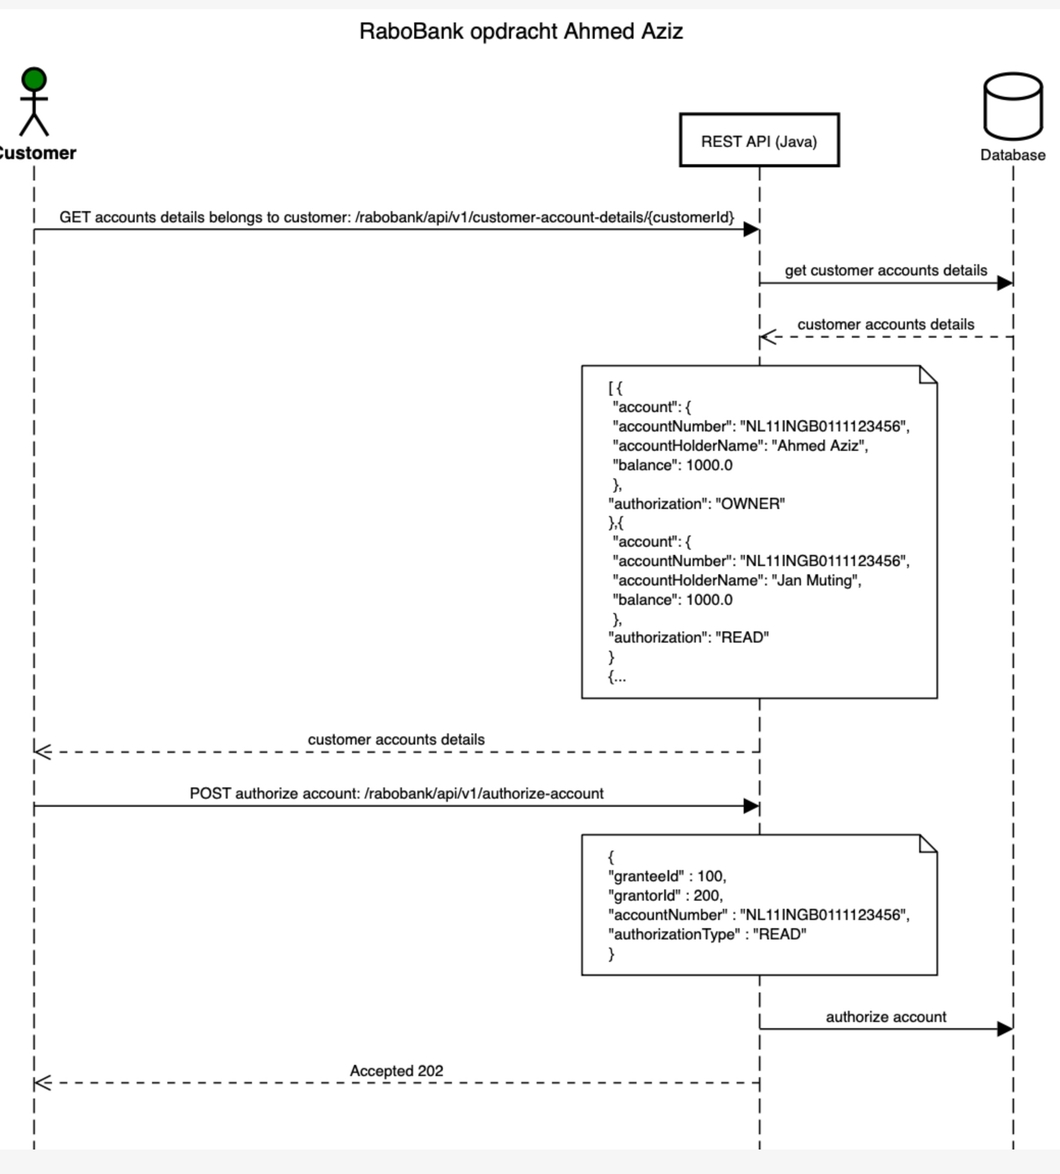 RaboBank opdracht Ahmed Aziz
Customer
REST API (Java)
Database
GET accounts details belongs to customer: /rabobank/api/v1/customer-account-details/{customerId}
get customer accounts details
customer accounts details
[ {
"account": {
"accountNumber": "NL11INGB0111123456",
"accountHolderName": "Ahmed Aziz",
"balance": 1000.0
},
"authorization": "OWNER"
},{
"account": {
"accountNumber": "NL11INGB0111123456",
"accountHolderName": "Jan Muting",
"balance": 1000.0
},
"authorization": "READ"
}
{...
customer accounts details
POST authorize account: /rabobank/api/v1/authorize-account
{
"granteeId" : 100,
"grantorId" : 200,
"accountNumber" : "NL11INGB0111123456",
"authorizationType" : "READ"
}
authorize account
Accepted 202